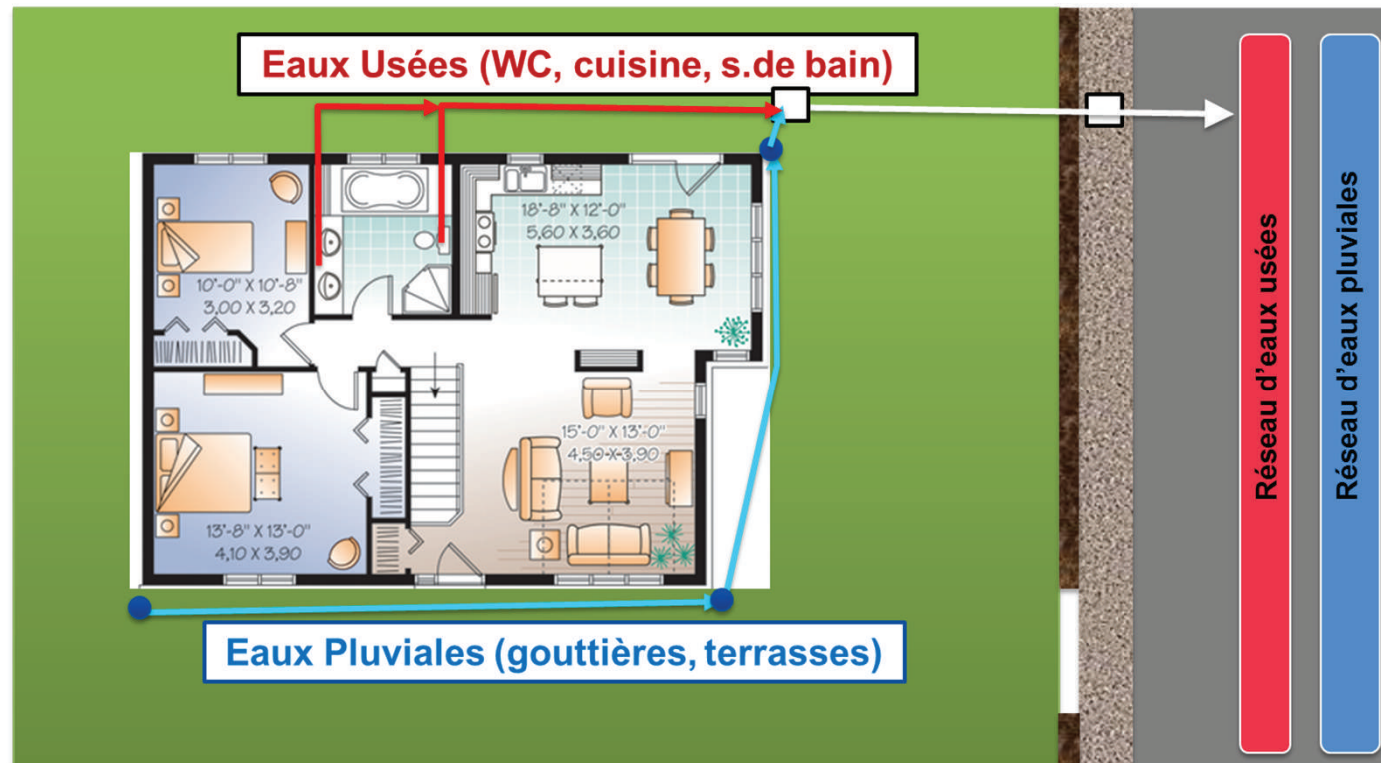 Eaux Usées (WC, cuisine, s.de bain)
18'-8" X 12'-0"
5,60 X 3,60
10'-0" X 10'-8"
3,00 X 3,20
15'-0" X 13'-0"
4,50 X 3,90
13'-8" X 13'-0"
4,10 X 3,90
Eaux Pluviales (gouttières, terrasses)
Réseau d'eaux usées
Réseau d'eaux pluviales